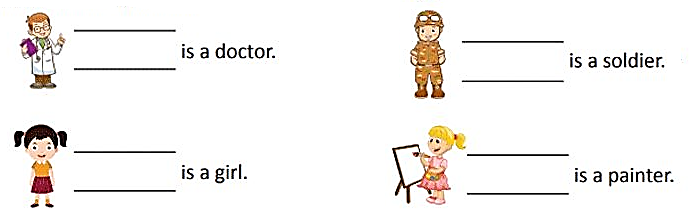 is a doctor.
is a soldier.
is a girl.
is a painter.